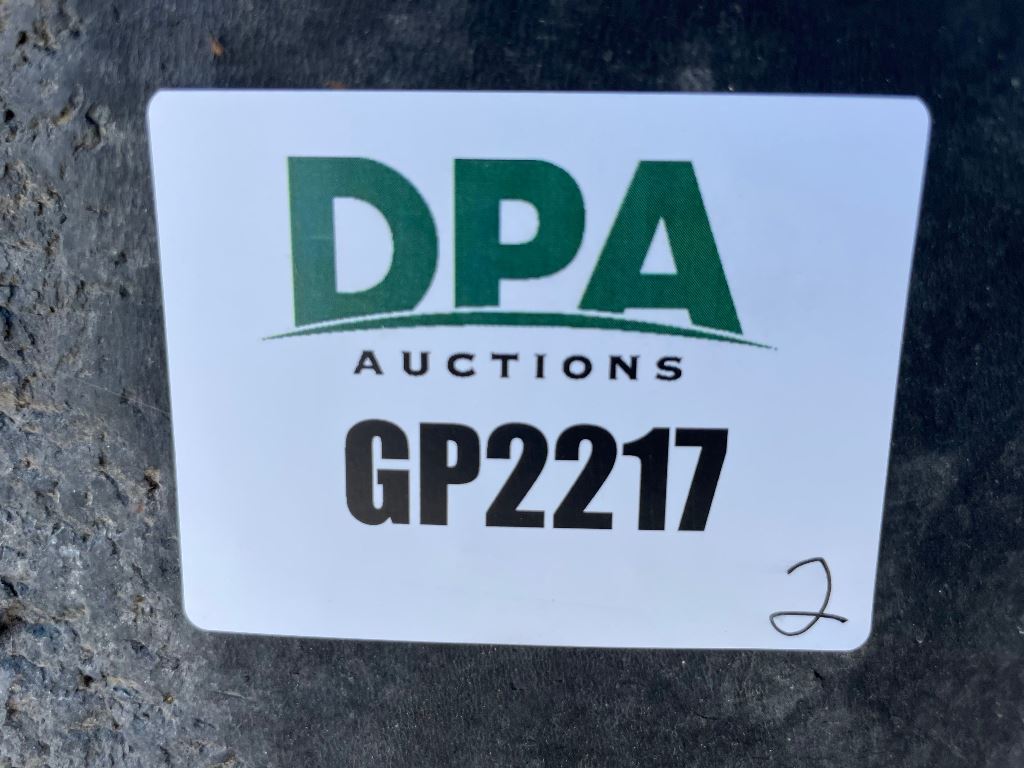 DPA
AUCTIONS
GP2217
2